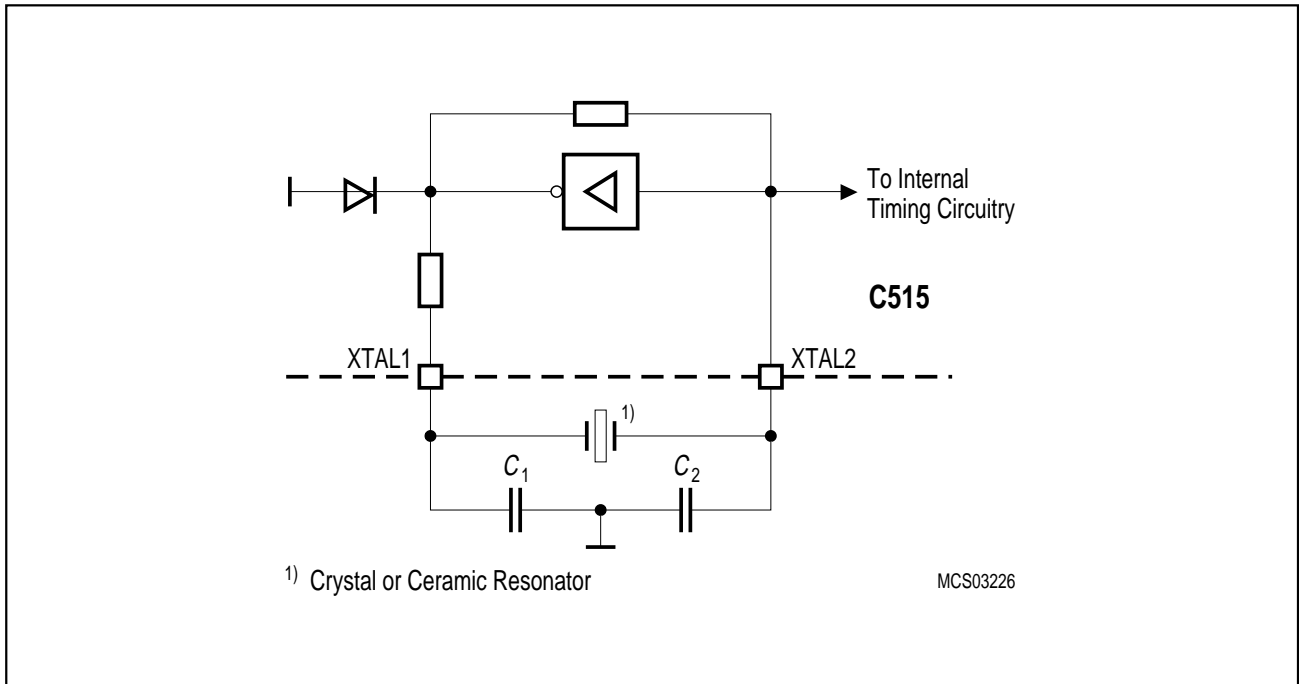 To Internal
Timing Circuitry
C515
XTAL1
XTAL2
1)
C1
C2
1) Crystal or Ceramic Resonator
MCS03226